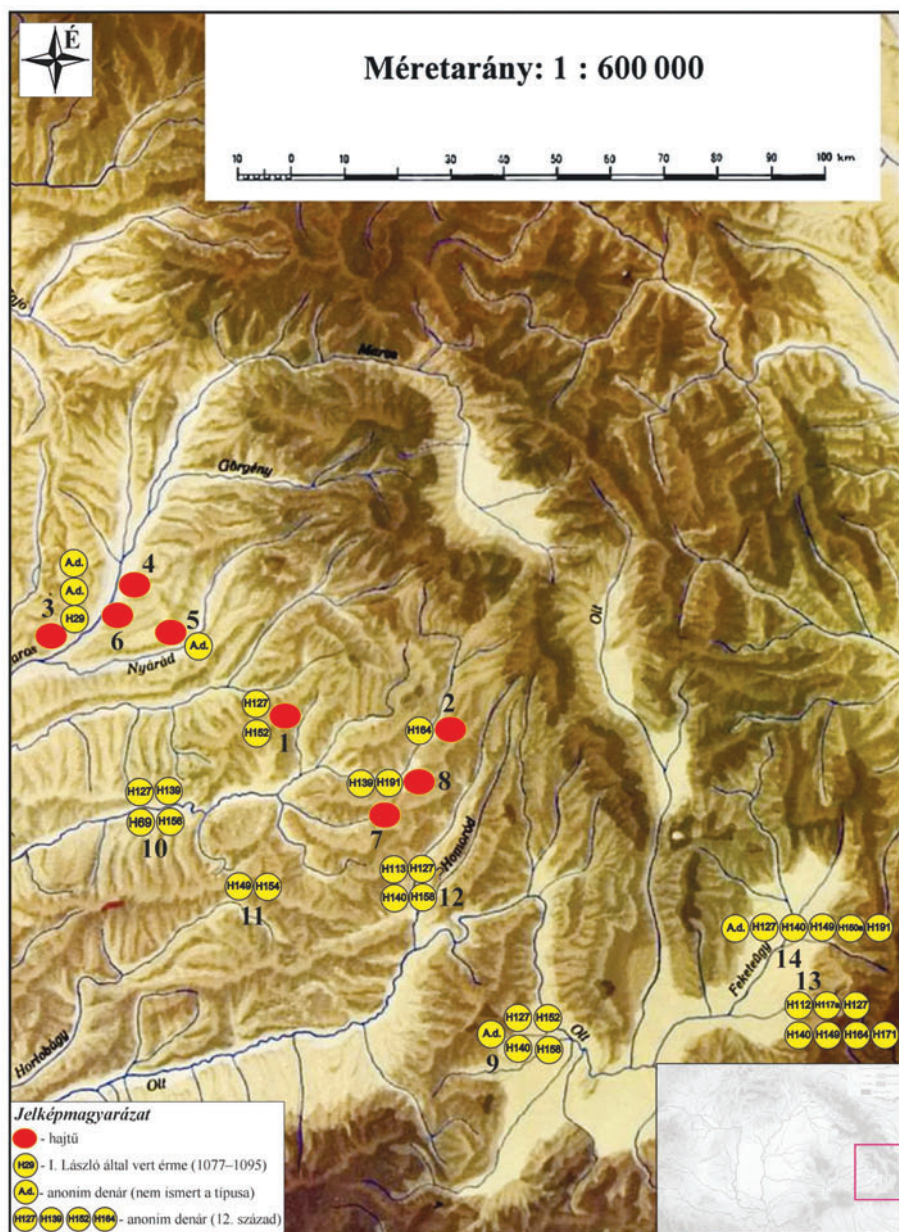 É
Méretarány: 1 : 600 000
10 0 10 20 30 40 50 60 70 80 90 100 km
Maros
Görgény
Olt
A.d.
A.d.
H29
3
4
6
5
A.d.
Nyárád
H127
H152
1
2
H164
H139 H191
8
7
H127 H139
H69 H156
10
H149 H154
11
Homoród
H113 H127
H140 H158
12
A.d. H127 H140 H149 H150a H191
14
Feketeügy
13
H112 H117a H127
H140 H149 H164 H171
H127 H152
A.d.
H140 H158
9
Olt
Hortobágy
Olt
Jelképmagyarázat
- hajtű
H29 - I. László által vert érme (1077–1095)
A.d. - anonim denár (nem ismert a típusa)
H127 H139 H152 H164 - anonim denár (12. század)